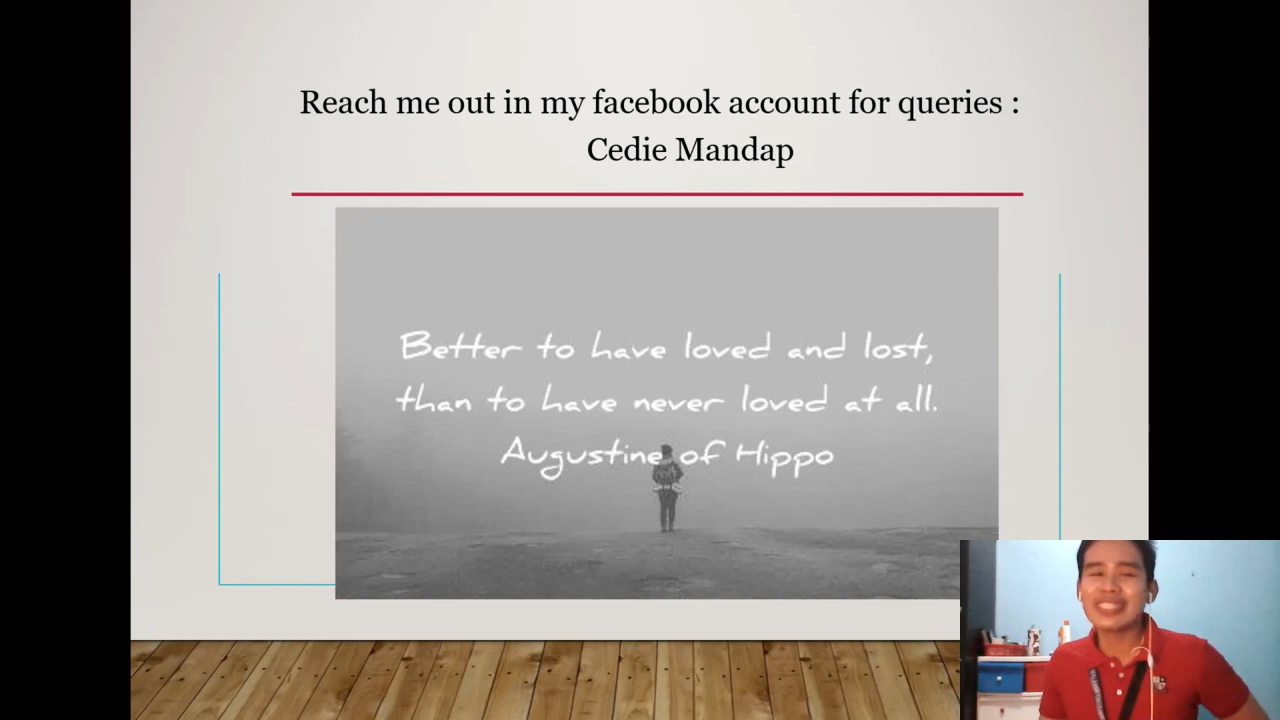 Reach me out in my facebook account for queries :
Cedie Mandap
Better to have loved and lost,
than to have never loved at all.
Augustine of Hippo